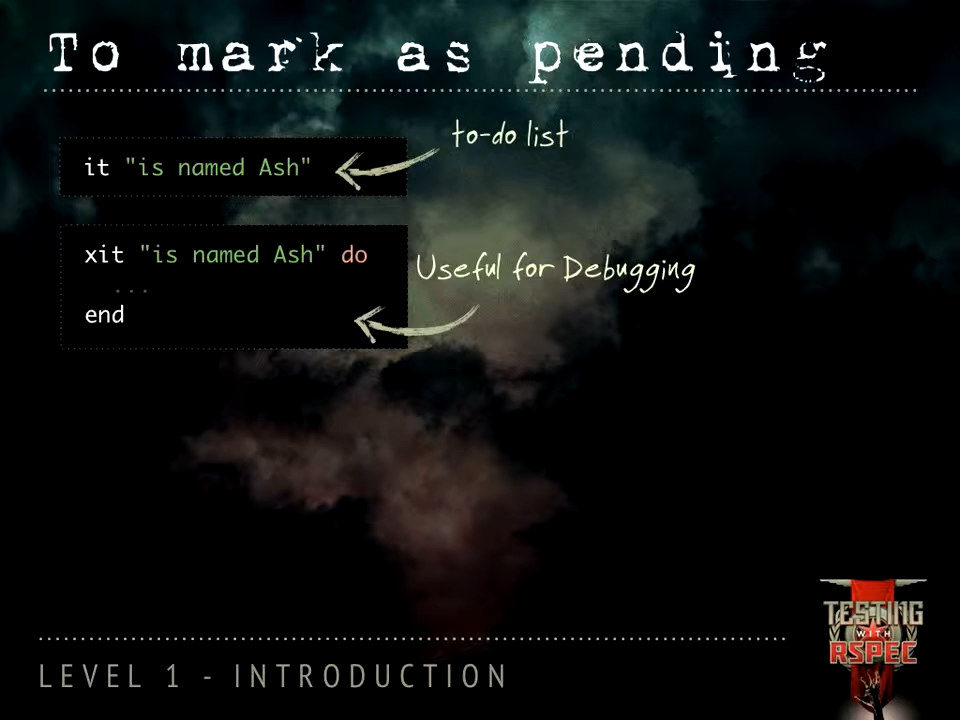 To mark as pending
it "is named Ash"
to-do list
xit "is named Ash" do
...
end
Useful for Debugging
LEVEL 1 - INTRODUCTION
TESTING
WITH
RSPEC